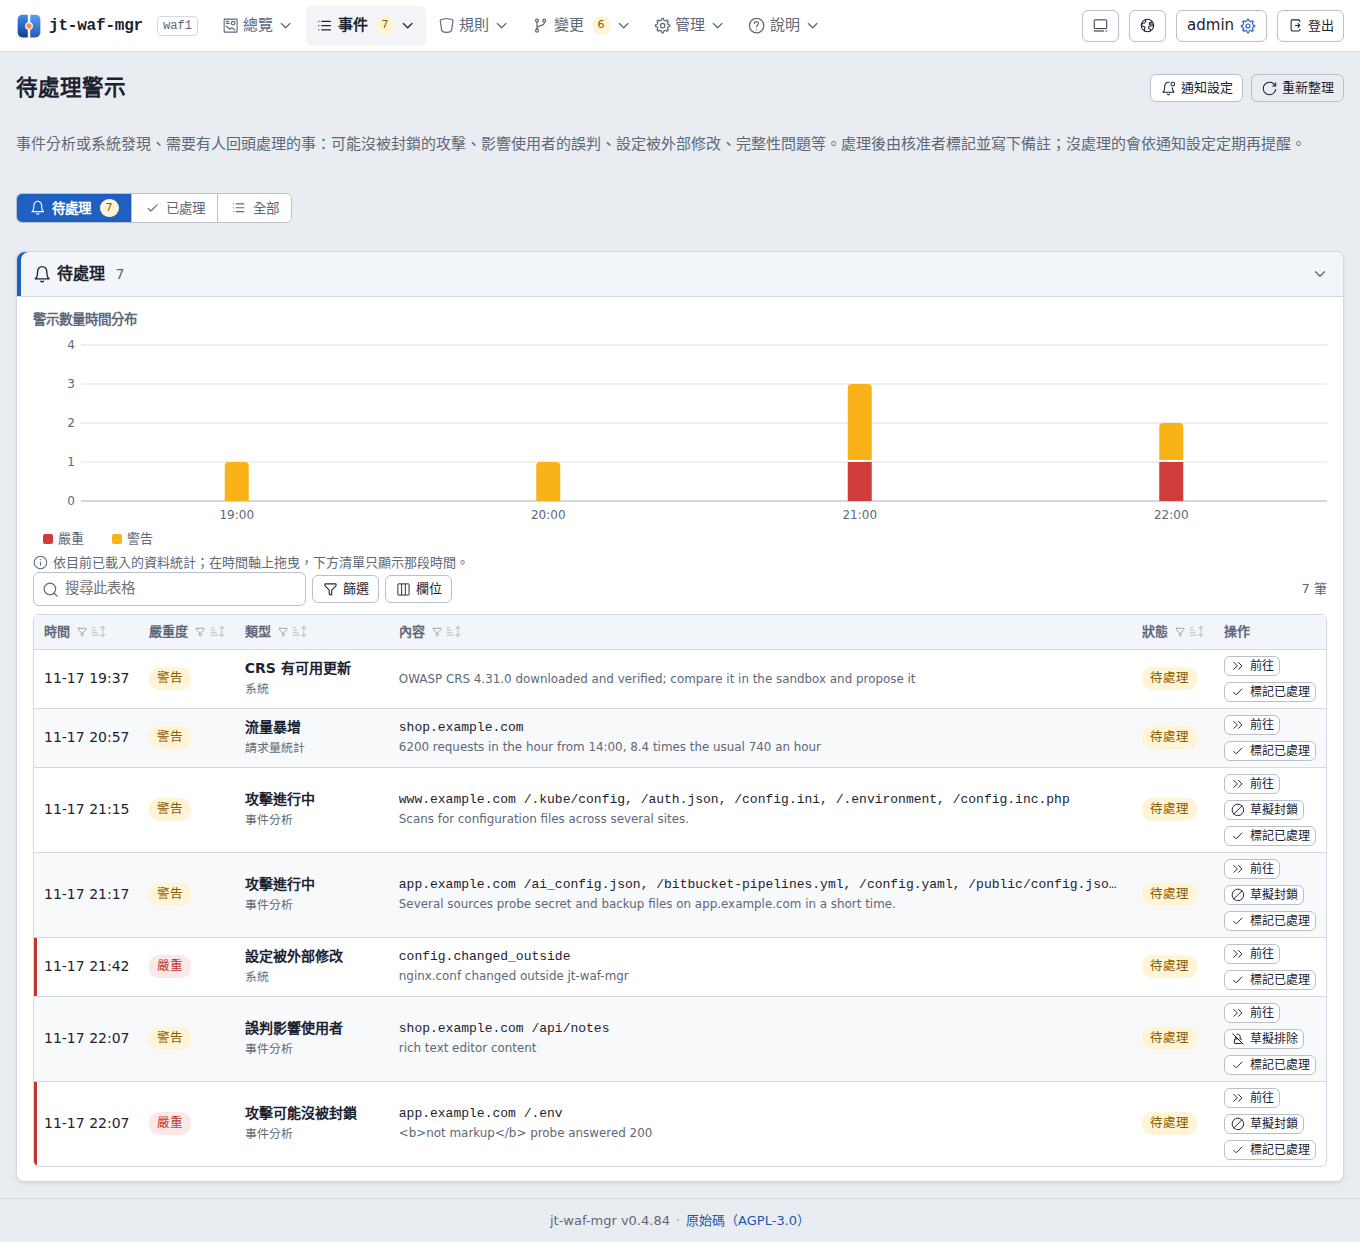 jt-waf-mgr waf1 總覽 事件 7 規則 變更 6 管理 說明 admin 登出
待處理警示 通知設定 重新整理
事件分析或系統發現、需要有人回頭處理的事：可能沒被封鎖的攻擊、影響使用者的誤判、設定被外部修改、完整性問題等。處理後由核准者標記並寫下備註；沒處理的會依通知設定定期再提醒。
待處理 7 已處理 全部
待處理 7
警示數量時間分布
4
3
2
1
0
19:00 20:00 21:00 22:00
嚴重 警告
依目前已載入的資料統計；在時間軸上拖曳，下方清單只顯示那段時間。
搜尋此表格 篩選 欄位 7 筆
時間 嚴重度 類型 內容 狀態 操作
11-17 19:37 警告 CRS 有可用更新 系統 OWASP CRS 4.31.0 downloaded and verified; compare it in the sandbox and propose it 待處理 前往 標記已處理
11-17 20:57 警告 流量暴增 請求量統計 shop.example.com 6200 requests in the hour from 14:00, 8.4 times the usual 740 an hour 待處理 前往 標記已處理
11-17 21:15 警告 攻擊進行中 事件分析 www.example.com /.kube/config, /auth.json, /config.ini, /.environment, /config.inc.php Scans for configuration files across several sites. 待處理 前往 草擬封鎖 標記已處理
11-17 21:17 警告 攻擊進行中 事件分析 app.example.com /ai_config.json, /bitbucket-pipelines.yml, /config.yaml, /public/config.jso… Several sources probe secret and backup files on app.example.com in a short time. 待處理 前往 草擬封鎖 標記已處理
11-17 21:42 嚴重 設定被外部修改 系統 config.changed_outside nginx.conf changed outside jt-waf-mgr 待處理 前往 標記已處理
11-17 22:07 警告 誤判影響使用者 事件分析 shop.example.com /api/notes rich text editor content 待處理 前往 草擬排除 標記已處理
11-17 22:07 嚴重 攻擊可能沒被封鎖 事件分析 app.example.com /.env <b>not markup</b> probe answered 200 待處理 前往 草擬封鎖 標記已處理
jt-waf-mgr v0.4.84 · 原始碼（AGPL-3.0）